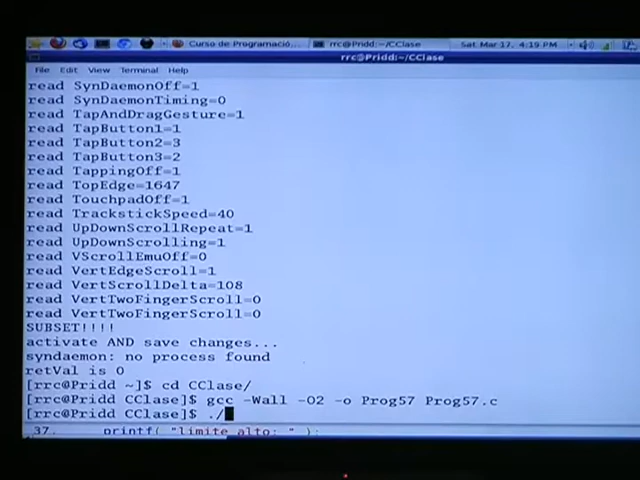 Curso de Programació... rrc@Pridd:~/CClase Sat Mar 17, 4:19 PM
rrc@Pridd:~/CClase
File Edit View Terminal Help
read SynDaemonOff=1
read SynDaemonTiming=0
read TapAndDragGesture=1
read TapButton1=1
read TapButton2=3
read TapButton3=2
read TappingOff=1
read TopEdge=1647
read TouchpadOff=1
read TrackstickSpeed=40
read UpDownScrollRepeat=1
read UpDownScrolling=1
read VScrollEmuOff=0
read VertEdgeScroll=1
read VertScrollDelta=108
read VertTwoFingerScroll=0
read VertTwoFingerScroll=0
SUBSET!!!!
activate AND save changes...
syndaemon: no process found
retVal is 0
[rrc@Pridd ~]$ cd CClase/
[rrc@Pridd CClase]$ gcc -Wall -O2 -o Prog57 Prog57.c
[rrc@Pridd CClase]$ ./
37. printf( "limite alto: " );